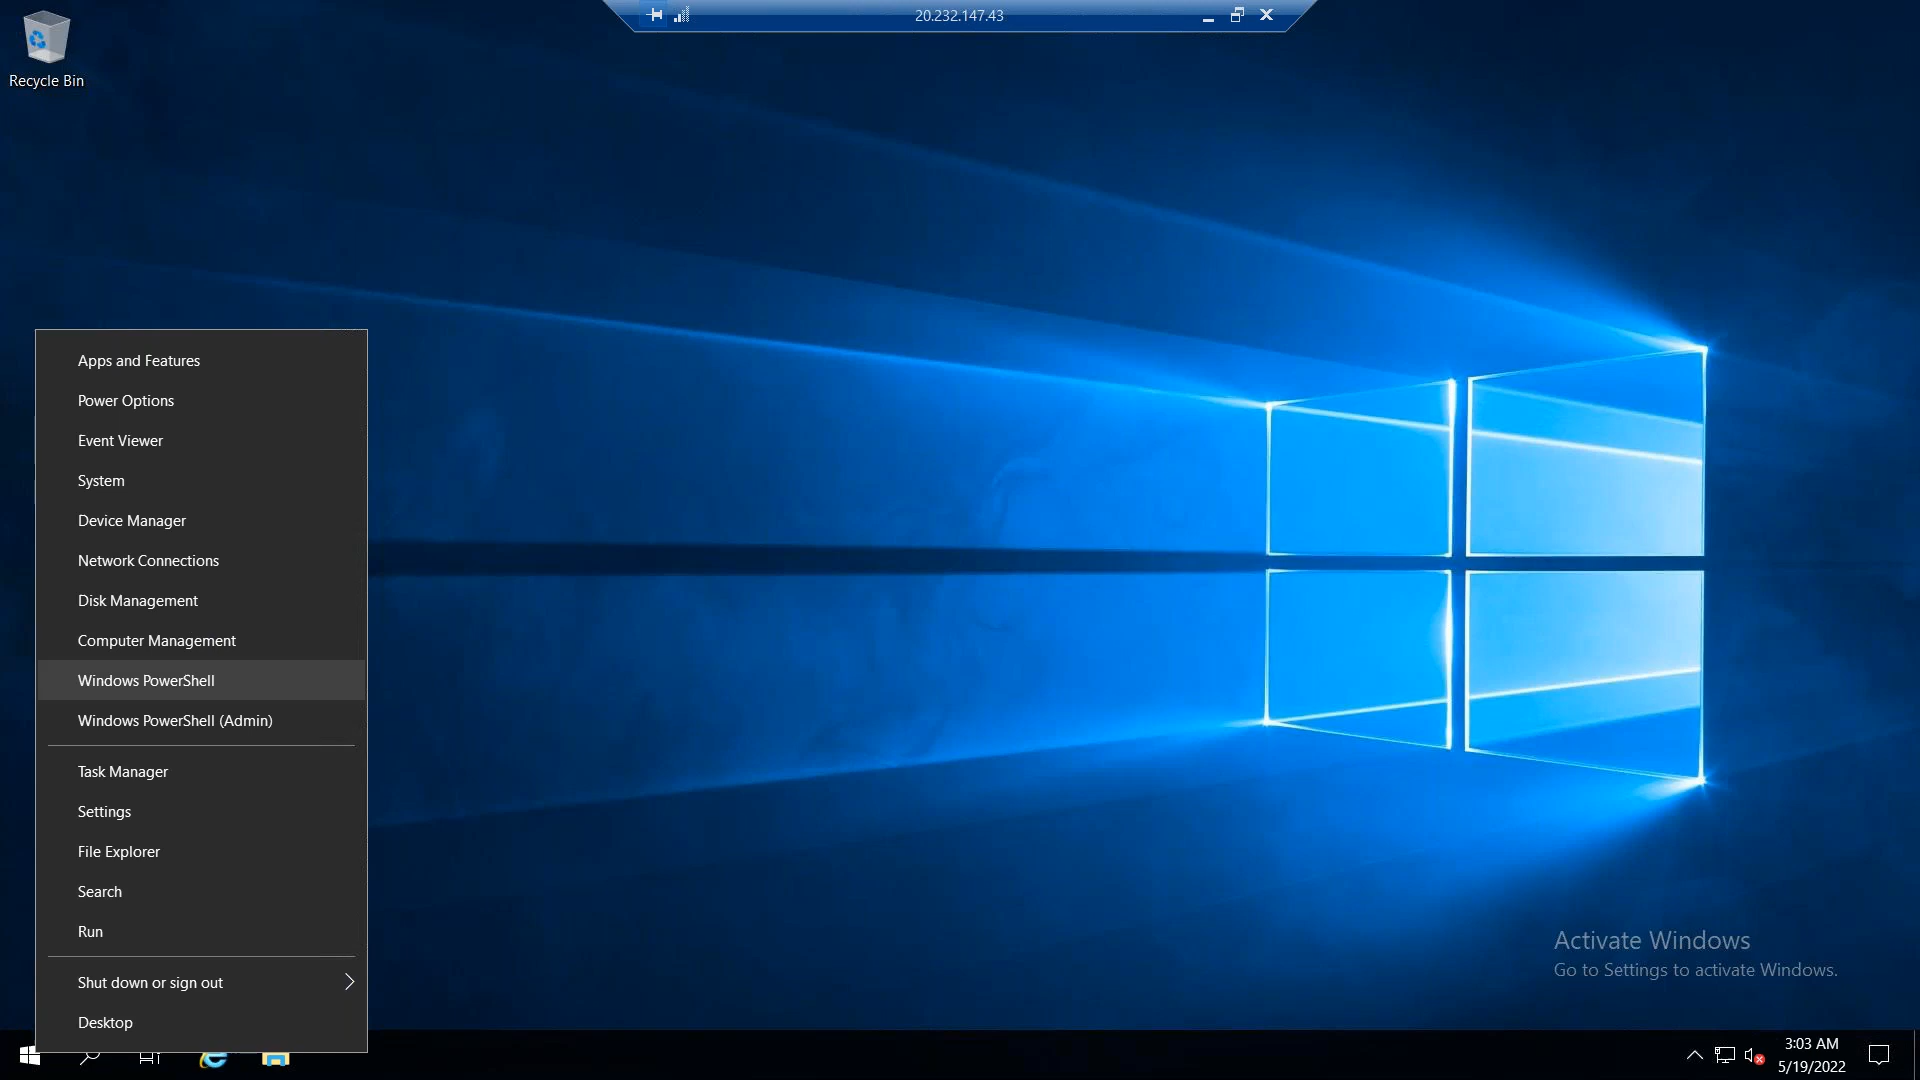 20.232.147.43
Recycle Bin
Apps and Features
Power Options
Event Viewer
System
Device Manager
Network Connections
Disk Management
Computer Management
Windows PowerShell
Windows PowerShell (Admin)
Task Manager
Settings
File Explorer
Search
Run
Shut down or sign out
Desktop
Activate Windows
Go to Settings to activate Windows.
3:03 AM
5/19/2022